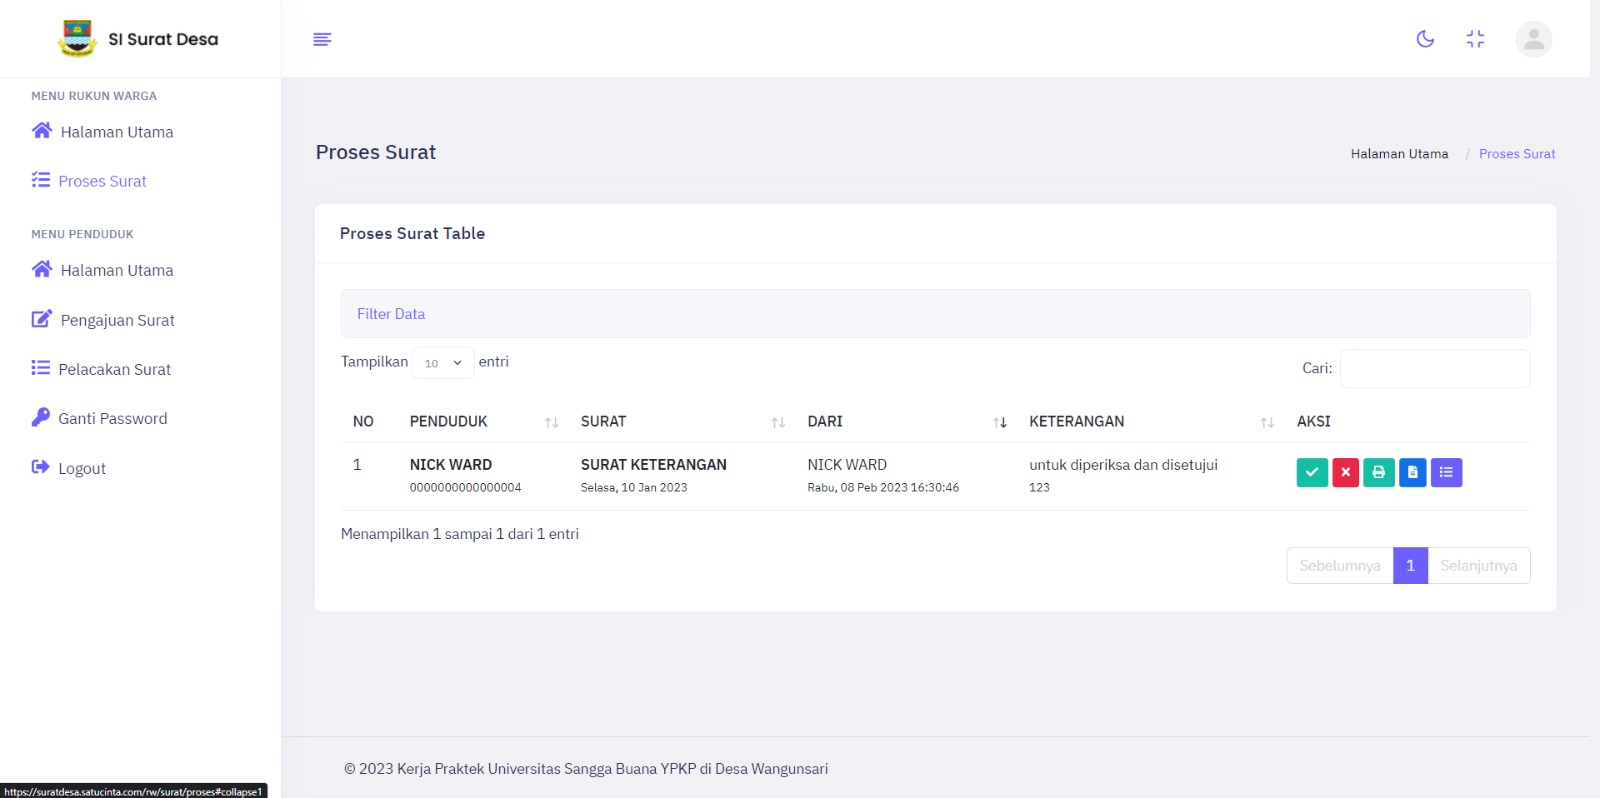 SI Surat Desa
MENU RUKUN WARGA
Halaman Utama
Proses Surat
MENU PENDUDUK
Halaman Utama
Pengajuan Surat
Pelacakan Surat
Ganti Password
Logout
Proses Surat
Halaman Utama / Proses Surat
Proses Surat Table
Filter Data
Tampilkan 10 entri
Cari:
NO PENDUDUK SURAT DARI KETERANGAN AKSI
1 NICK WARD SURAT KETERANGAN NICK WARD untuk diperiksa dan disetujui
0000000000000004 Selasa, 10 Jan 2023 Rabu, 08 Peb 2023 16:30:46 123
Menampilkan 1 sampai 1 dari 1 entri
Sebelumnya 1 Selanjutnya
© 2023 Kerja Praktek Universitas Sangga Buana YPKP di Desa Wangunsari
https://suratdesa.satucinta.com/rw/surat/proses#collapse1